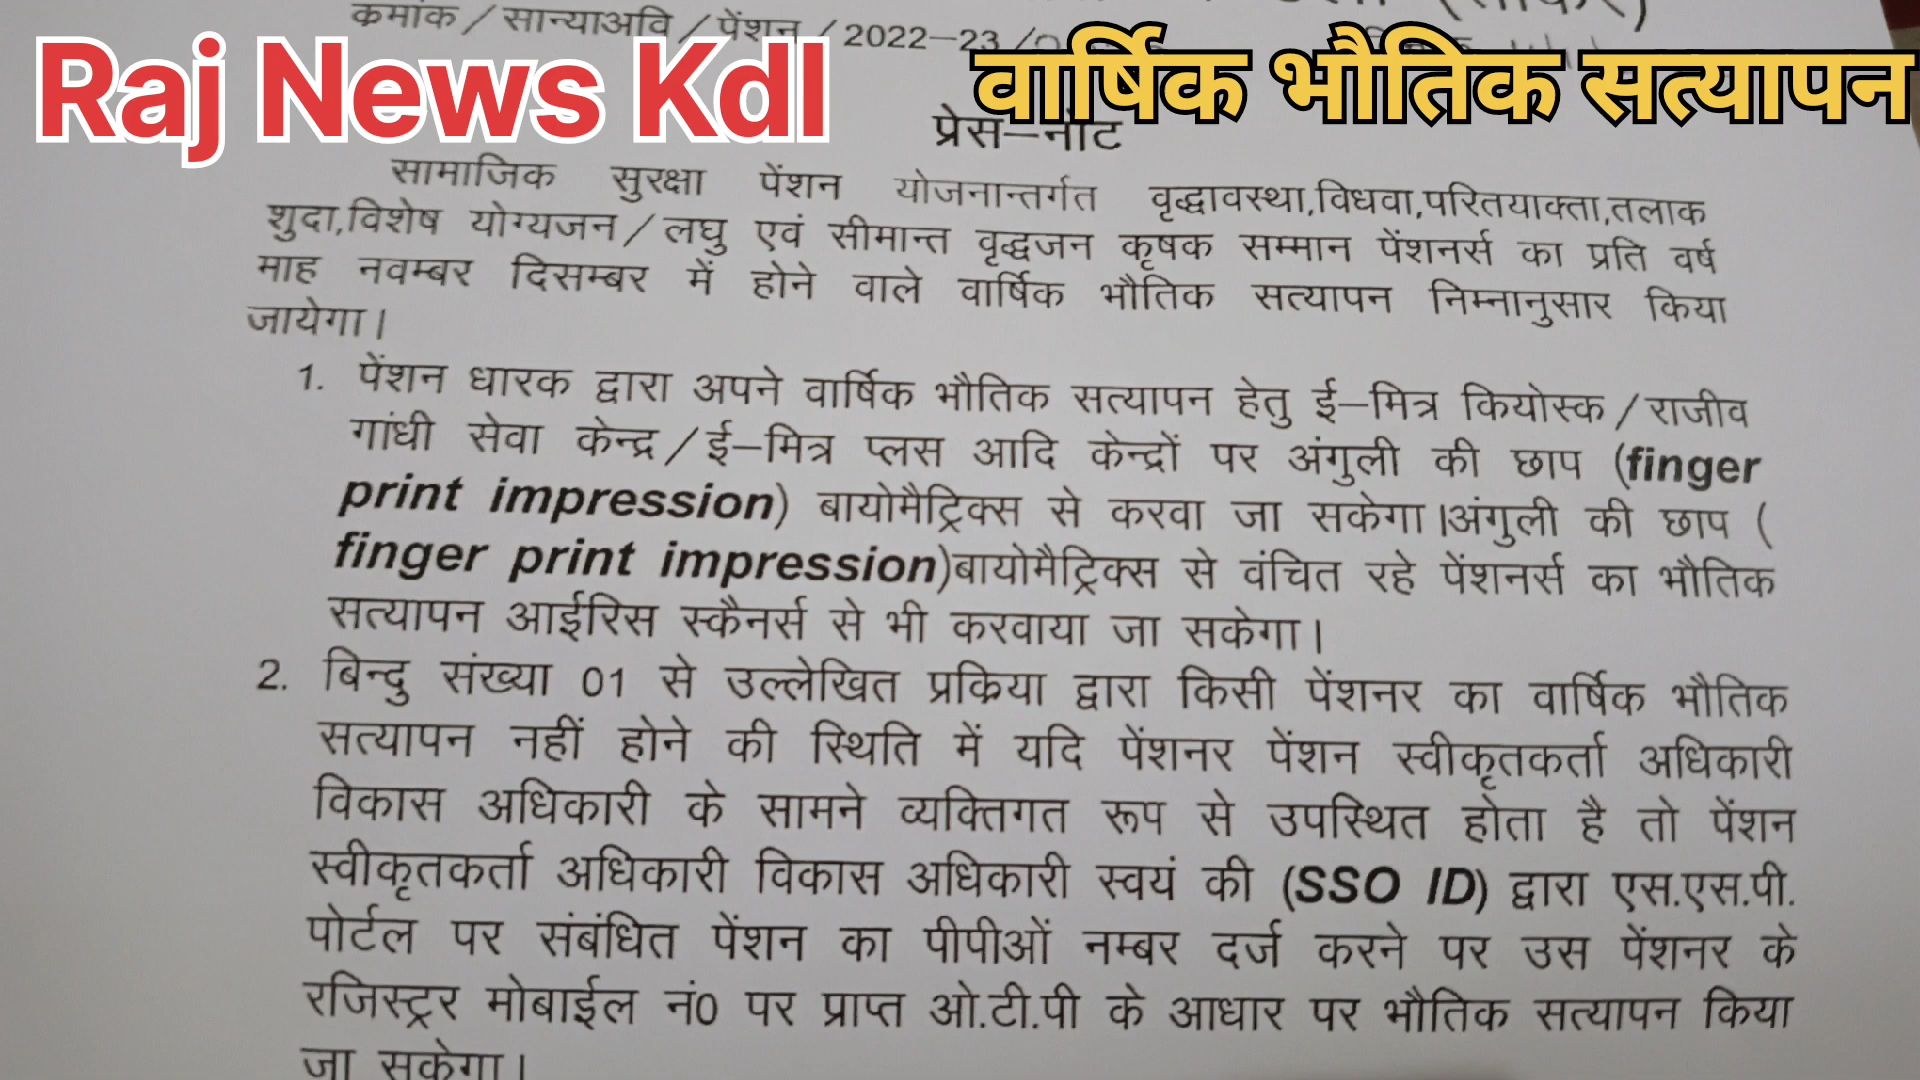 क्रमांक / सान्याअवि / पेंशन / 2022–23 /
Raj News Kdl
वार्षिक भौतिक सत्यापन
प्रेस–नोट
सामाजिक सुरक्षा पेंशन योजनान्तर्गत वृद्धावस्था,विधवा,परितयाक्ता,तलाक
शुदा,विशेष योग्यजन / लघु एवं सीमान्त वृद्धजन कृषक सम्मान पेंशनर्स का प्रति वर्ष
माह नवम्बर दिसम्बर में होने वाले वार्षिक भौतिक सत्यापन निम्नानुसार किया
जायेगा।
1. पेंशन धारक द्वारा अपने वार्षिक भौतिक सत्यापन हेतु ई–मित्र कियोस्क / राजीव
गांधी सेवा केन्द्र / ई–मित्र प्लस आदि केन्द्रों पर अंगुली की छाप (finger
print impression) बायोमैट्रिक्स से करवा जा सकेगा।अंगुली की छाप (
finger print impression)बायोमैट्रिक्स से वंचित रहे पेंशनर्स का भौतिक
सत्यापन आईरिस स्कैनर्स से भी करवाया जा सकेगा।
2. बिन्दु संख्या 01 से उल्लेखित प्रक्रिया द्वारा किसी पेंशनर का वार्षिक भौतिक
सत्यापन नहीं होने की स्थिति में यदि पेंशनर पेंशन स्वीकृतकर्ता अधिकारी
विकास अधिकारी के सामने व्यक्तिगत रूप से उपस्थित होता है तो पेंशन
स्वीकृतकर्ता अधिकारी विकास अधिकारी स्वयं की (SSO ID) द्वारा एस.एस.पी.
पोर्टल पर संबंधित पेंशन का पीपीओं नम्बर दर्ज करने पर उस पेंशनर के
रजिस्ट्रर मोबाईल नं0 पर प्राप्त ओ.टी.पी के आधार पर भौतिक सत्यापन किया
जा सकेगा।